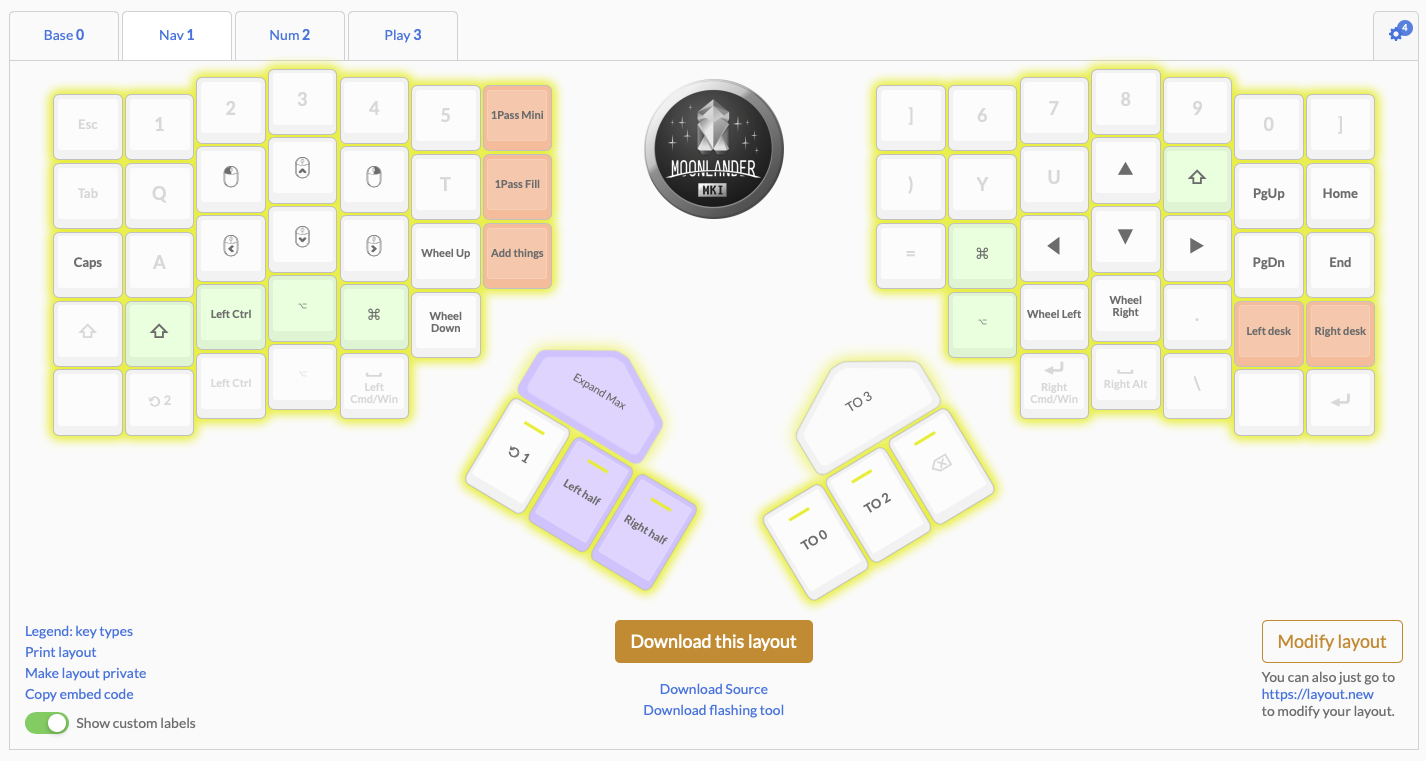 Base 0
Nav 1
Num 2
Play 3
4
Esc
1
2
3
4
5
1Pass Mini
Tab
Q
T
1Pass Fill
Caps
A
Wheel Up
Add things
Left Ctrl
⌥
⌘
Wheel
Down
2
Left Ctrl
⌥
Left
Cmd/Win
Expand Max
1
Left half
Right half
MOONLANDER
MKI
]
6
7
8
9
0
]
)
Y
U
PgUp
Home
=
⌘
PgDn
End
⌥
Wheel Left
Wheel
Right
.
Left desk
Right desk
Right
Cmd/Win
Right Alt
\
TO 3
TO 0
TO 2
Legend: key types
Print layout
Make layout private
Copy embed code
Show custom labels
Download this layout
Download Source
Download flashing tool
Modify layout
You can also just go to
https://layout.new
to modify your layout.